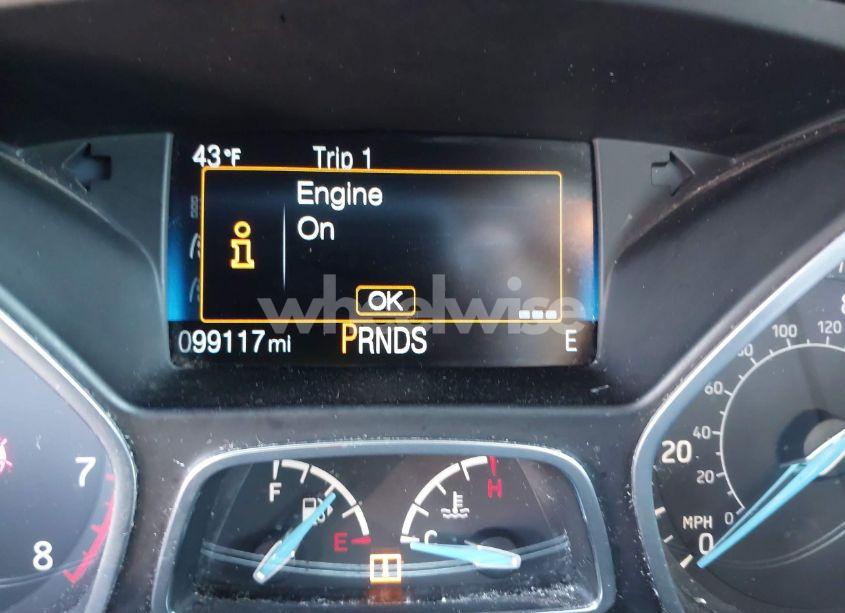 43°F Trip 1
Engine
On
i
OK
wheelwise
099117mi PRNDS E
7
8
F
E
H
C
120
100
80
60
40
20
0
20
MPH
0